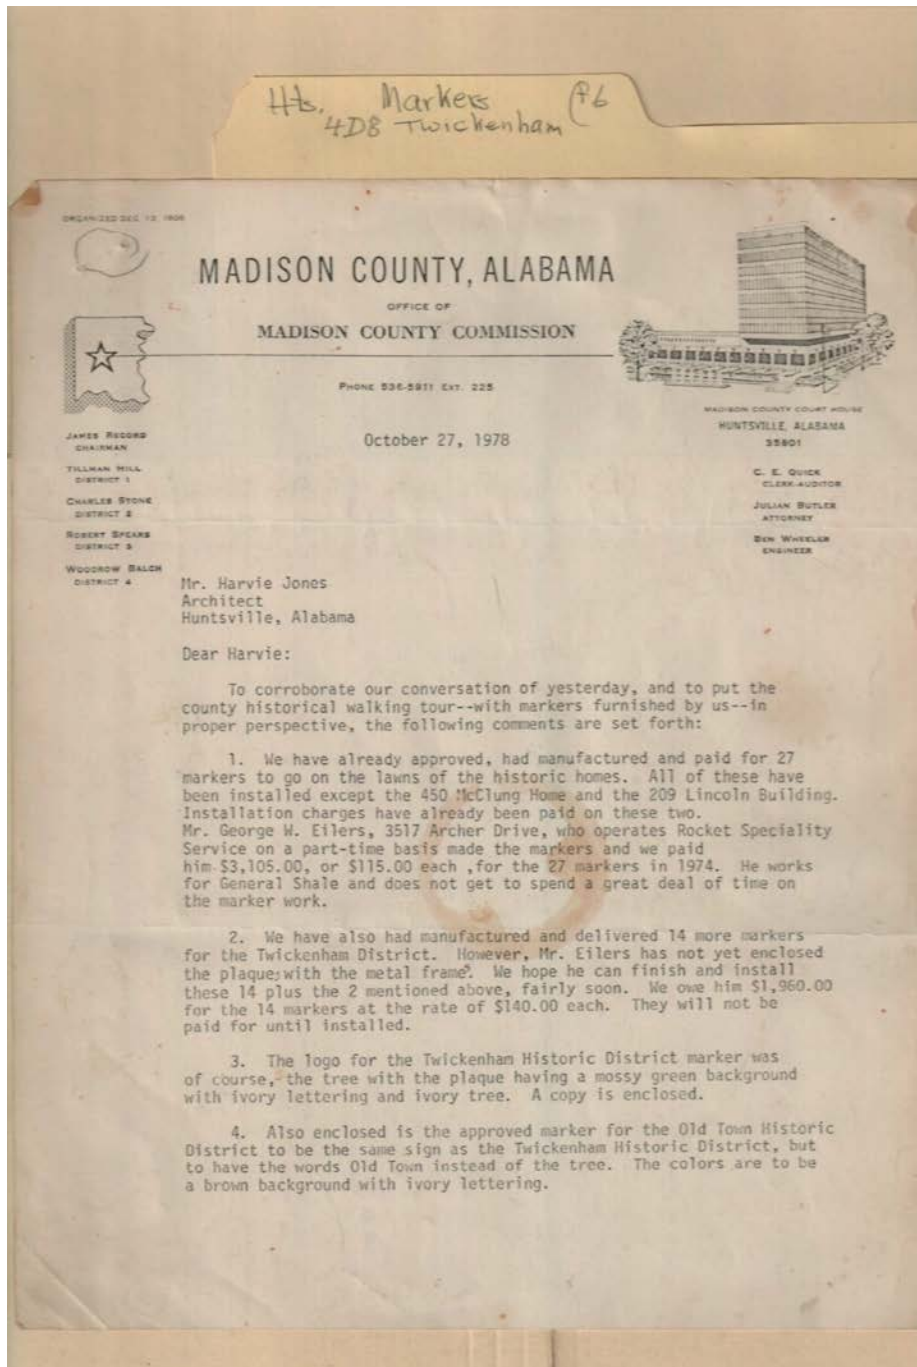 Hts. Markers (P6
4D8 Twickenham
ORGANIZED DEC. 13, 1808
MADISON COUNTY, ALABAMA
OFFICE OF
MADISON COUNTY COMMISSION
PHONE 536-5911 EXT. 225
MADISON COUNTY COURT HOUSE
HUNTSVILLE, ALABAMA
35801
JAMES RECORD
CHAIRMAN
TILLMAN HILL
DISTRICT 1
CHARLES STONE
DISTRICT 2
ROBERT SPEARS
DISTRICT 3
WOODROW BALCH
DISTRICT 4
C. E. QUICK
CLERK-AUDITOR
JULIAN BUTLER
ATTORNEY
BEN WHEELER
ENGINEER
October 27, 1978
Mr. Harvie Jones
Architect
Huntsville, Alabama
Dear Harvie:
To corroborate our conversation of yesterday, and to put the
county historical walking tour--with markers furnished by us--in
proper perspective, the following comments are set forth:
1. We have already approved, had manufactured and paid for 27
markers to go on the lawns of the historic homes. All of these have
been installed except the 450 McClung Home and the 209 Lincoln Building.
Installation charges have already been paid on these two.
Mr. George W. Eilers, 3517 Archer Drive, who operates Rocket Speciality
Service on a part-time basis made the markers and we paid
him $3,105.00, or $115.00 each ,for the 27 markers in 1974. He works
for General Shale and does not get to spend a great deal of time on
the marker work.
2. We have also had manufactured and delivered 14 more markers
for the Twickenham District. However, Mr. Eilers has not yet enclosed
the plaques with the metal frame. We hope he can finish and install
these 14 plus the 2 mentioned above, fairly soon. We owe him $1,960.00
for the 14 markers at the rate of $140.00 each. They will not be
paid for until installed.
3. The logo for the Twickenham Historic District marker was
of course, the tree with the plaque having a mossy green background
with ivory lettering and ivory tree. A copy is enclosed.
4. Also enclosed is the approved marker for the Old Town Historic
District to be the same sign as the Twickenham Historic District, but
to have the words Old Town instead of the tree. The colors are to be
a brown background with ivory lettering.